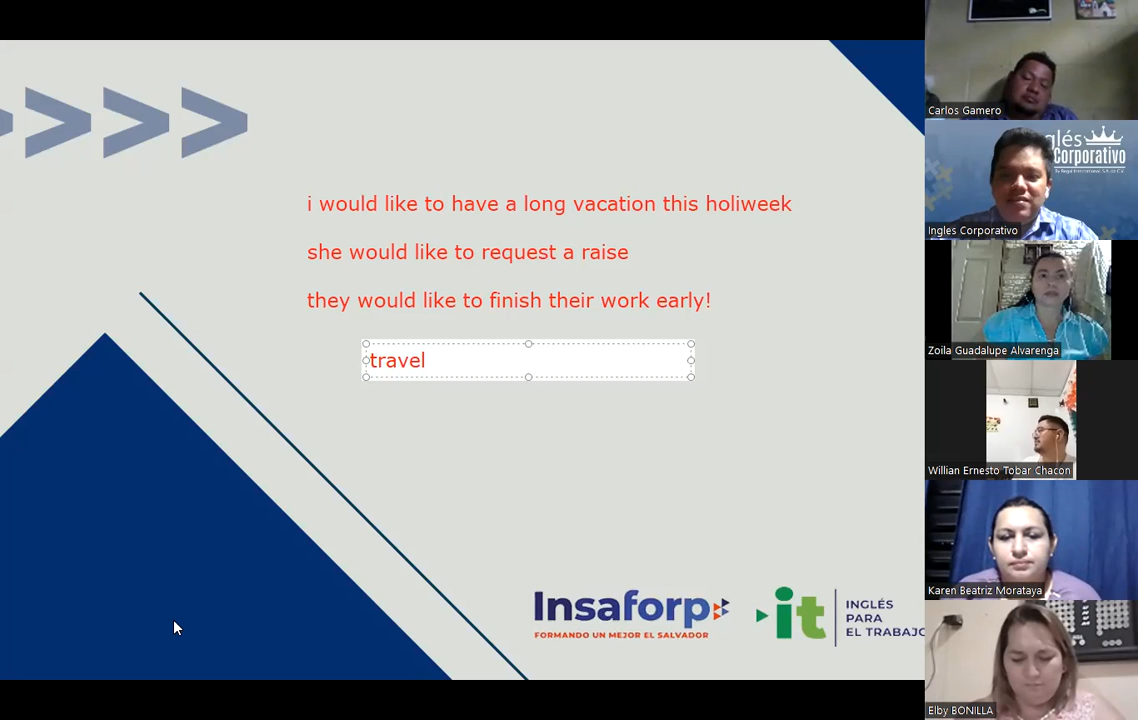 i would like to have a long vacation this holiweek
she would like to request a raise
they would like to finish their work early!
travel
Insaforp
FORMANDO UN MEJOR EL SALVADOR
it
INGLÉS
PARA
EL TRABAJO
Carlos Gamero
glés
Corporativo
Ingles Corporativo
Zoila Guadalupe Alvarenga
Willian Ernesto Tobar Chacon
Karen Beatriz Morataya
Elby BONILLA